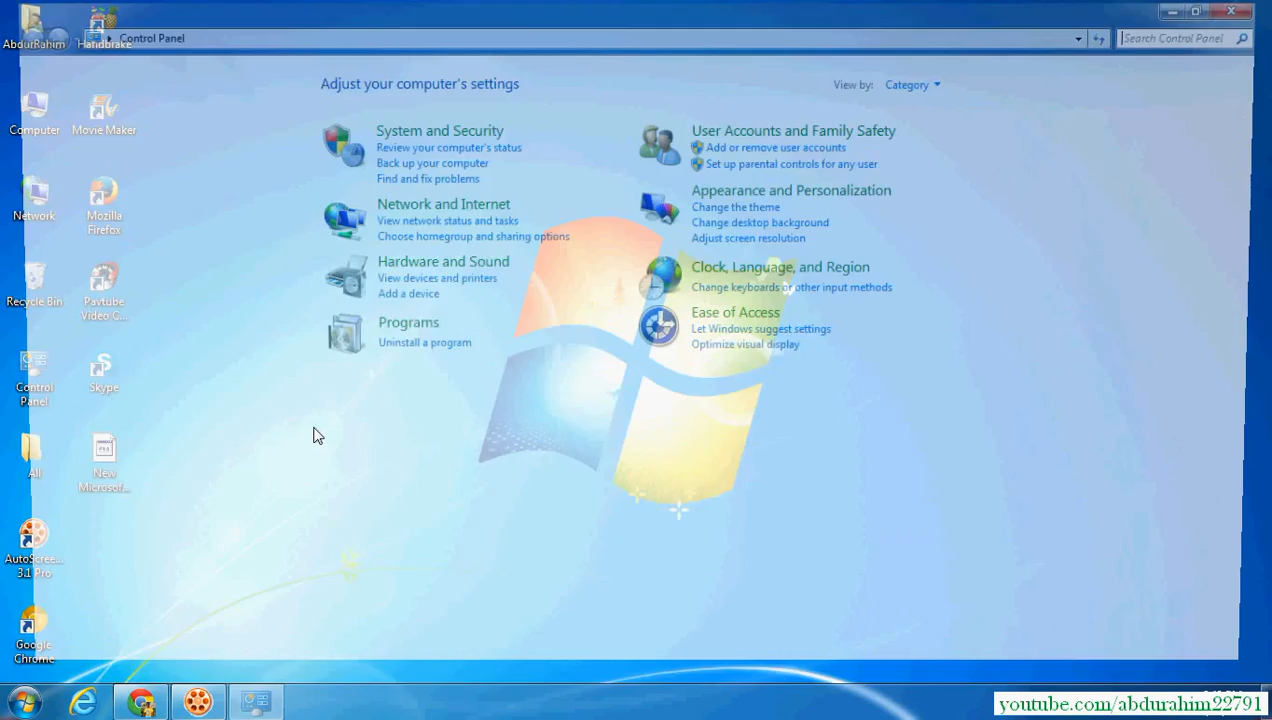 AbdurRahim
Handbrake
Control Panel
Search Control Panel
Adjust your computer's settings
View by: Category
System and Security
Review your computer's status
Back up your computer
Find and fix problems
Network and Internet
View network status and tasks
Choose homegroup and sharing options
Hardware and Sound
View devices and printers
Add a device
Programs
Uninstall a program
User Accounts and Family Safety
Add or remove user accounts
Set up parental controls for any user
Appearance and Personalization
Change the theme
Change desktop background
Adjust screen resolution
Clock, Language, and Region
Change keyboards or other input methods
Ease of Access
Let Windows suggest settings
Optimize visual display
Computer
Movie Maker
Network
Mozilla
Firefox
Recycle Bin
Pavtube
Video C...
Control
Panel
Skype
All
New
Microsof...
AutoScree...
3.1 Pro
Google
Chrome
youtube.com/abdurahim22791